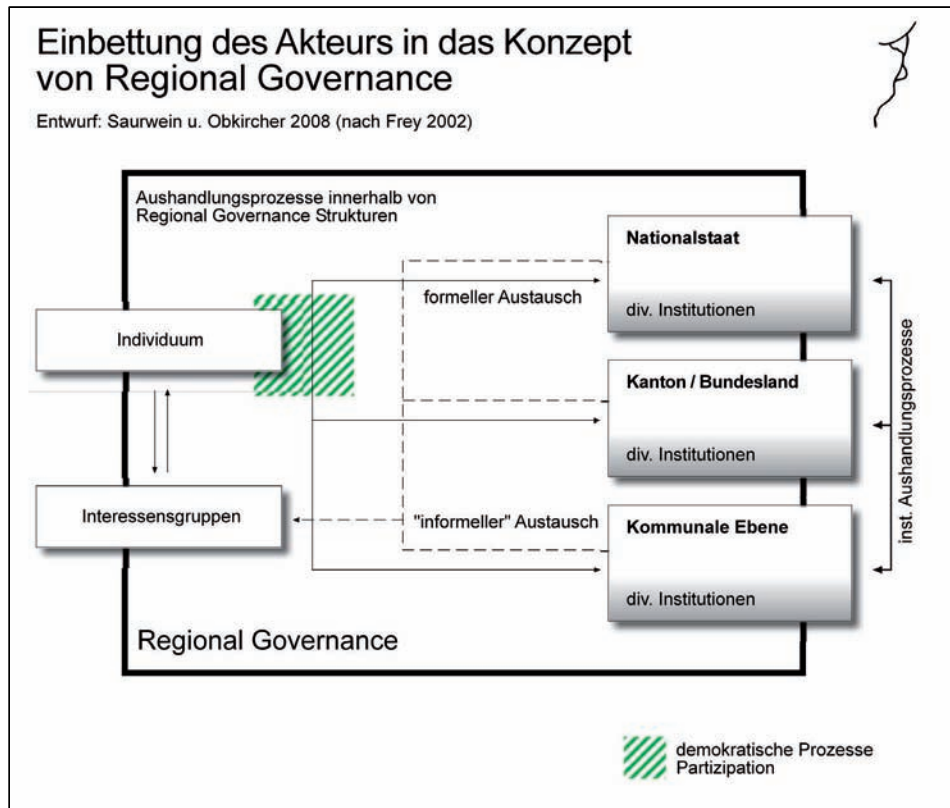 Einbettung des Akteurs in das Konzept
von Regional Governance
Entwurf: Saurwein u. Obkircher 2008 (nach Frey 2002)
Aushandlungsprozesse innerhalb von
Regional Governance Strukturen
Nationalstaat
formeller Austausch
div. Institutionen
Individuum
Kanton / Bundesland
div. Institutionen
inst. Aushandlungsprozesse
Interessensgruppen
"informeller" Austausch
Kommunale Ebene
div. Institutionen
Regional Governance
demokratische Prozesse
Partizipation